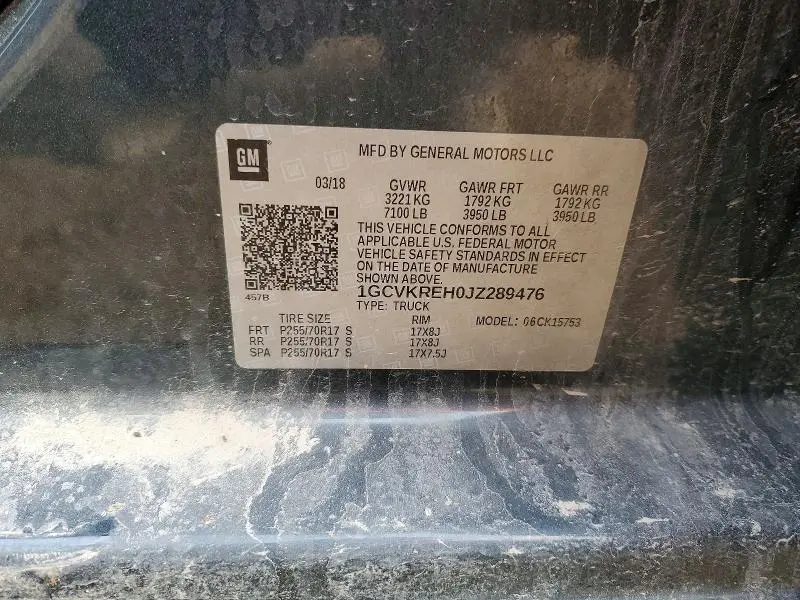 GM
MFD BY GENERAL MOTORS LLC
03/18 GVWR GAWR FRT GAWR RR
3221 KG 1792 KG 1792 KG
7100 LB 3950 LB 3950 LB
THIS VEHICLE CONFORMS TO ALL
APPLICABLE U.S. FEDERAL MOTOR
VEHICLE SAFETY STANDARDS IN EFFECT
ON THE DATE OF MANUFACTURE
SHOWN ABOVE.
457B
1GCVKREH0JZ289476
TYPE: TRUCK
TIRE SIZE RIM MODEL: 06CK15753
FRT P255/70R17 S 17X8J
RR P255/70R17 S 17X8J
SPA P255/70R17 S 17X7.5J